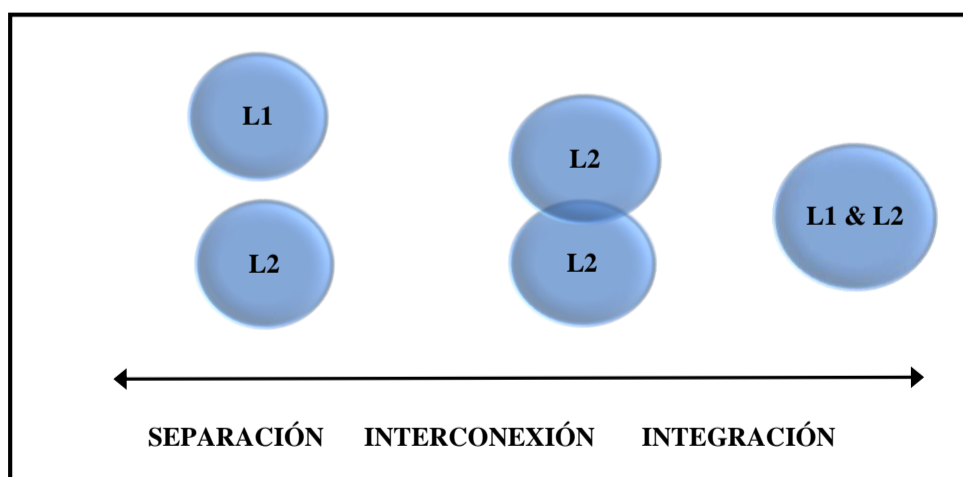 L1
L2
L2
L2
L1 & L2
SEPARACIÓN INTERCONEXIÓN INTEGRACIÓN